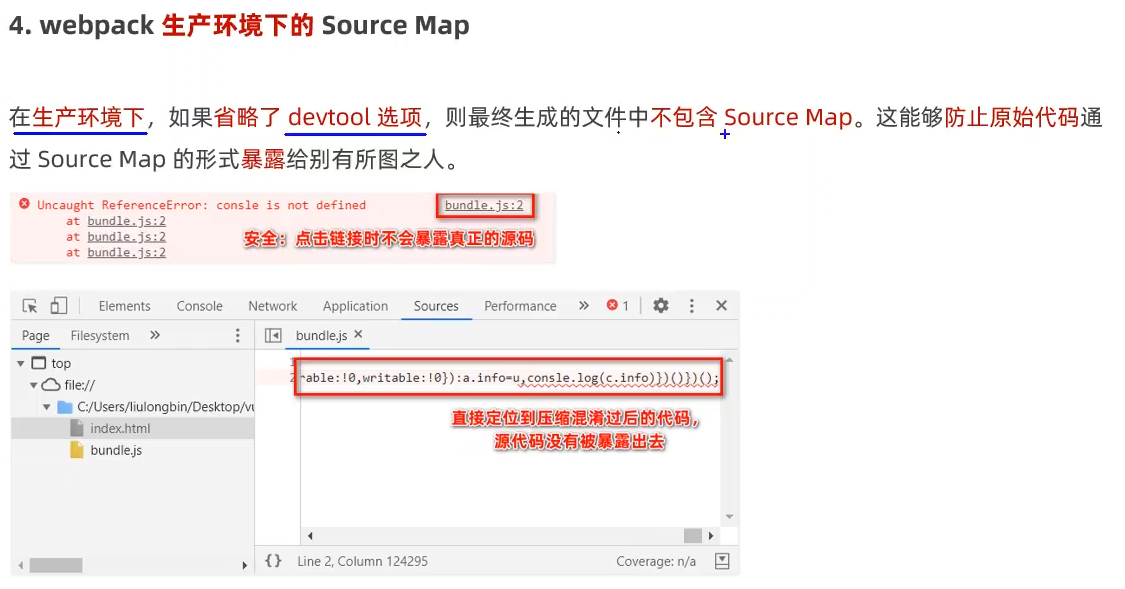 4. webpack 生产环境下的 Source Map
在生产环境下，如果省略了 devtool 选项，则最终生成的文件中不包含 Source Map。这能够防止原始代码通
过 Source Map 的形式暴露给别有所图之人。
Uncaught ReferenceError: consle is not defined bundle.js:2
at bundle.js:2
at bundle.js:2
at bundle.js:2
安全：点击链接时不会暴露真正的源码
Elements Console Network Application Sources Performance » 1
Page Filesystem »
bundle.js
top
file://
C:/Users/liulongbin/Desktop/vu
index.html
bundle.js
1
2 rable:!0,writable:!0}):a.info=u,consle.log(c.info)})()})();
直接定位到压缩混淆过后的代码，
源代码没有被暴露出去
{} Line 2, Column 124295 Coverage: n/a